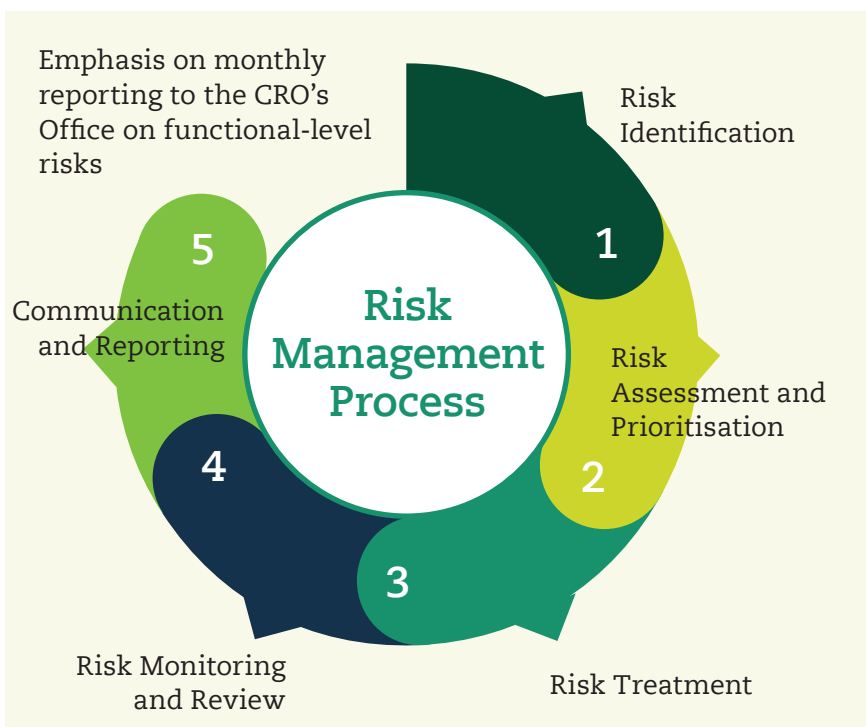 Emphasis on monthly
reporting to the CRO's
Office on functional-level
risks
Risk
Identification
1
5
Communication
and Reporting
Risk
Management
Process
Risk
Assessment and
Prioritisation
4
2
3
Risk Monitoring
and Review
Risk Treatment